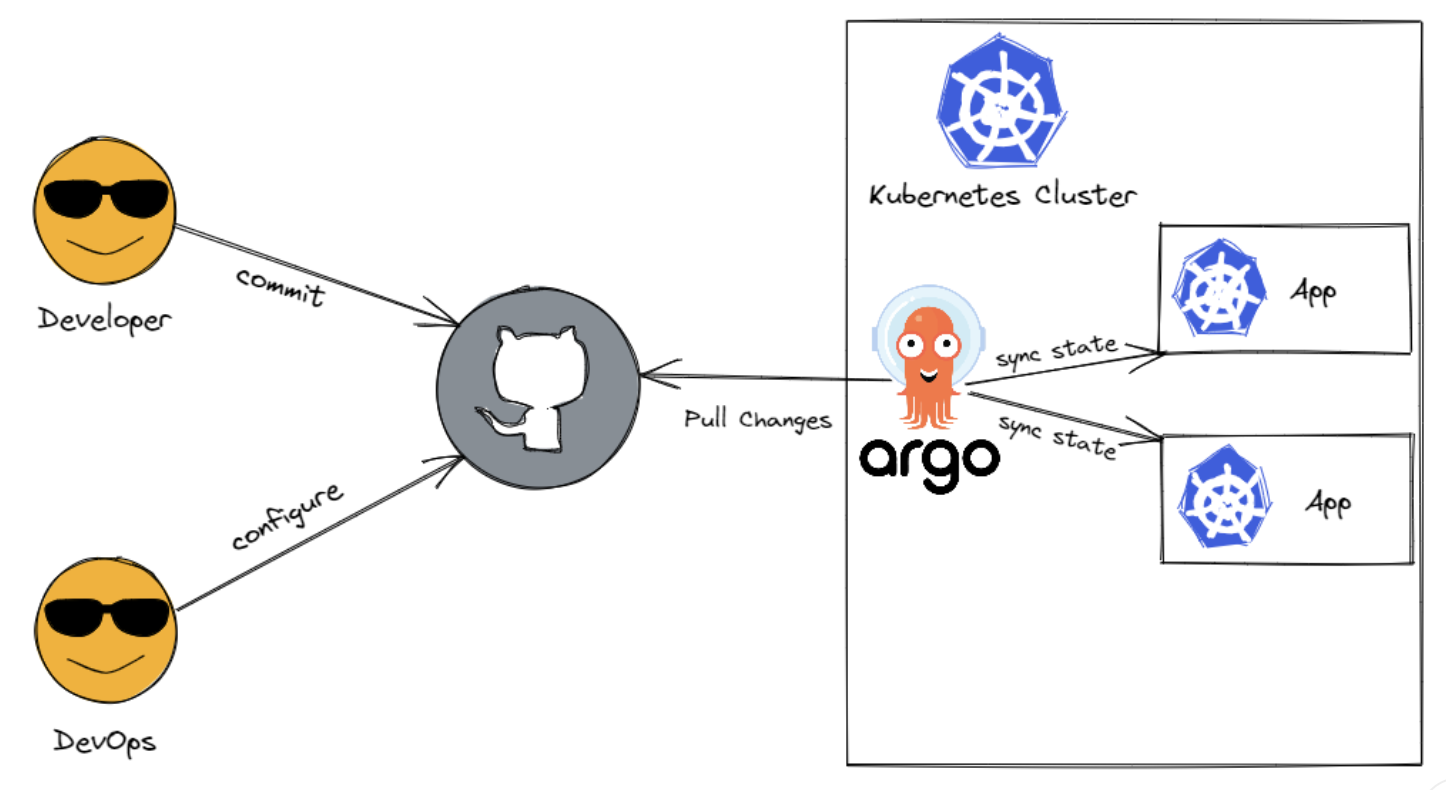 Kubernetes Cluster
Developer
commit
App
sync state
Pull Changes
sync state
argo
configure
App
DevOps